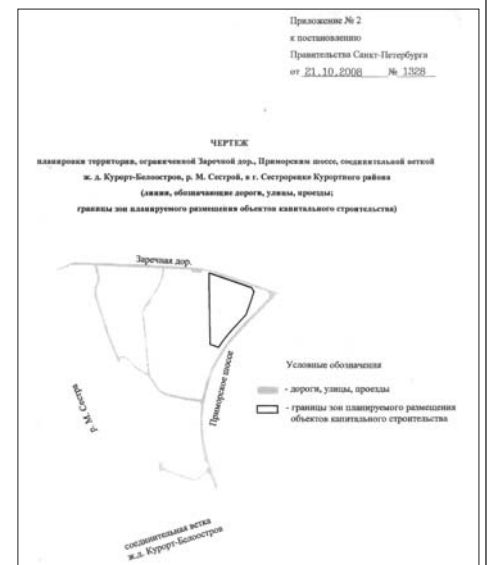 Приложение № 2
к постановлению
Правительства Санкт-Петербурга
от 21.10.2008 № 1328
ЧЕРТЕЖ
планировки территории, ограниченной Заречной дор., Приморским шоссе, соединительной веткой
ж. д. Курорт-Белоостров, р. М. Сестрой, в г. Сестрорецке Курортного района
(линии, обозначающие дороги, улицы, проезды;
границы зон планируемого размещения объектов капитального строительства)
Заречная дор.
Приморское шоссе
р. М. Сестра
Условные обозначения
- дороги, улицы, проезды
- границы зон планируемого размещения
объектов капитального строительства
соединительная ветка
ж.д. Курорт-Белоостров